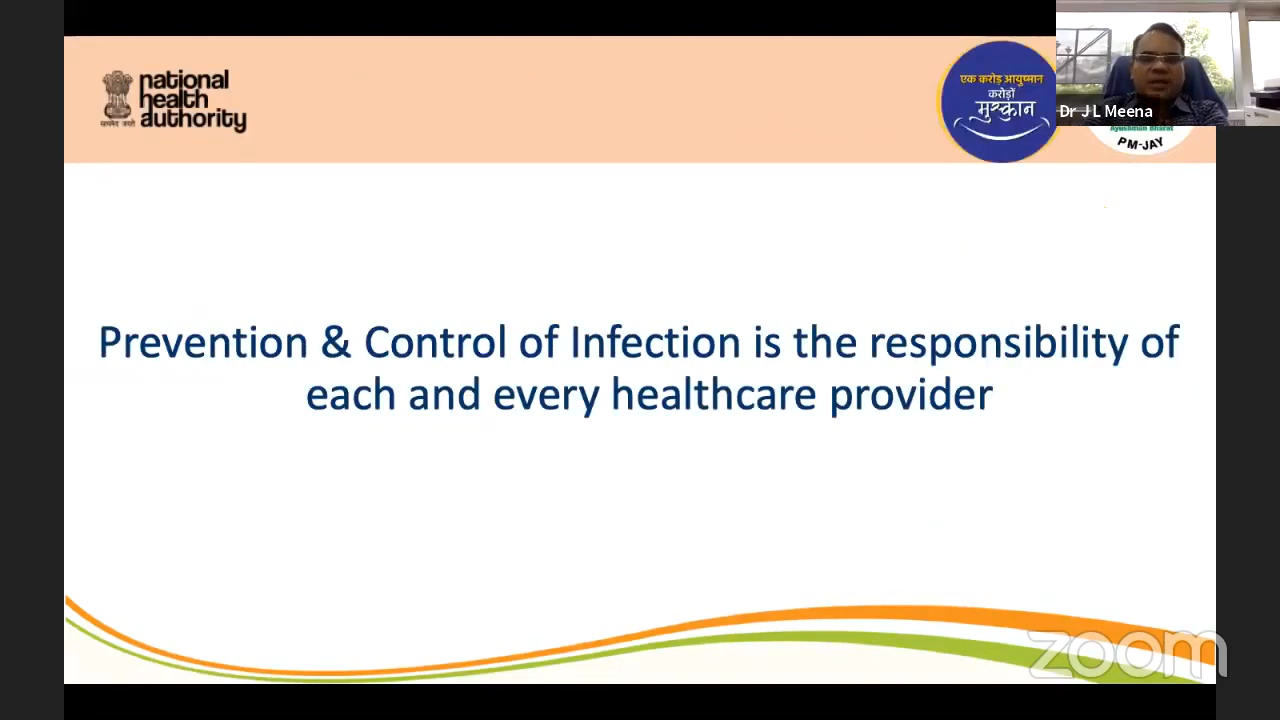 national
health
authority
सत्यमेव जयते
एक करोड़ आयुष्मान
करोड़ों
मुस्कान
Dr J L Meena
Ayushman Bharat
PM-JAY
Prevention & Control of Infection is the responsibility of
each and every healthcare provider
zoom